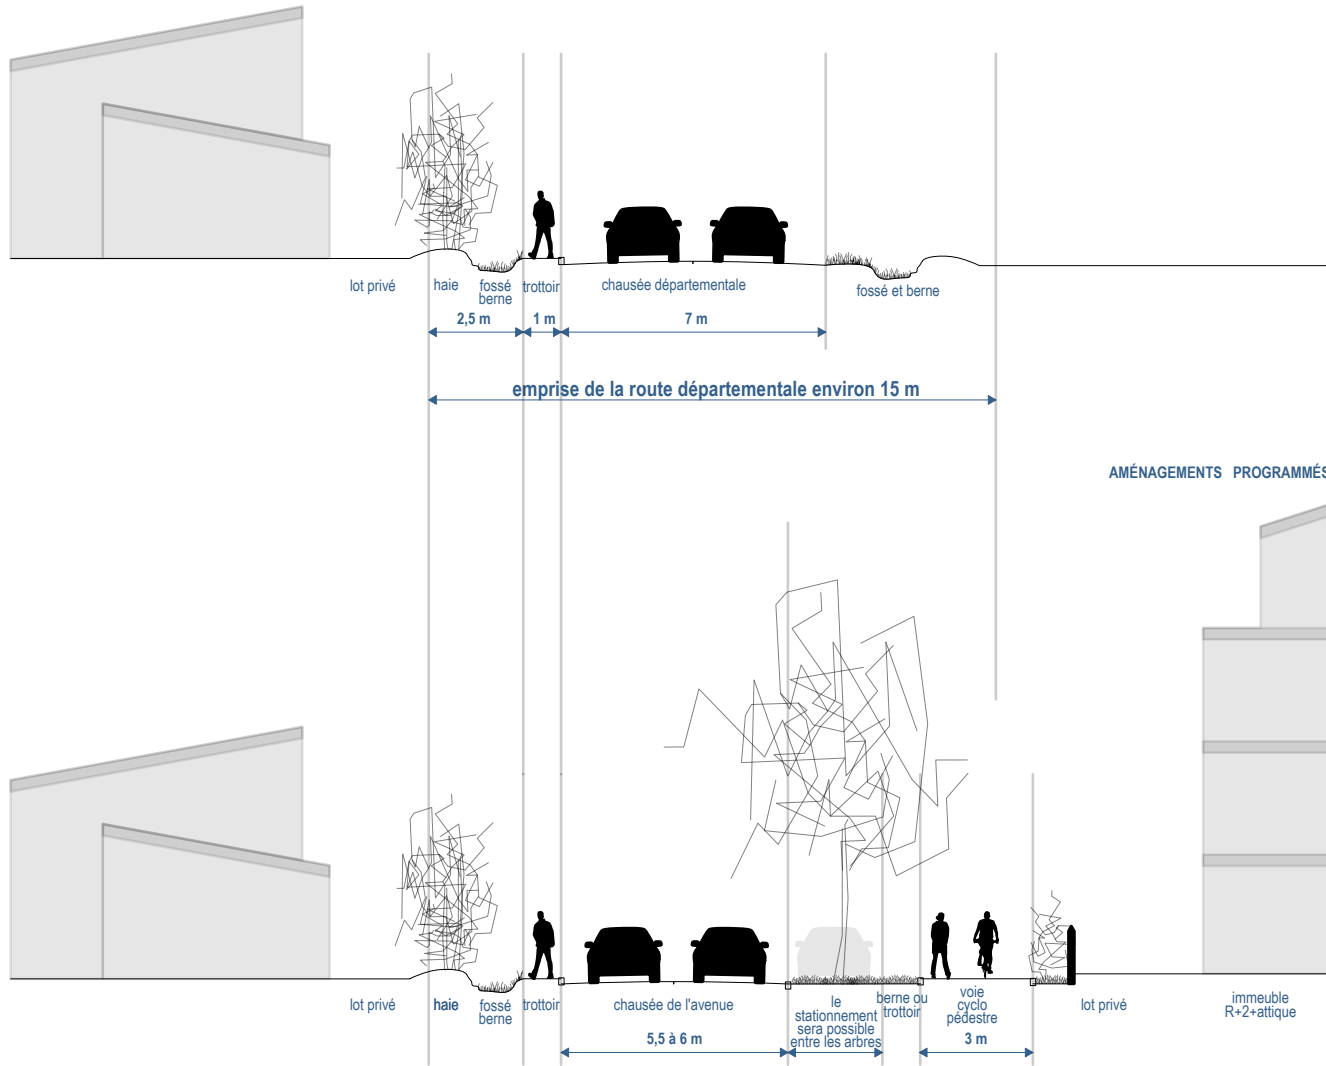 lot privé
haie
fossé
berne
trottoir
chausée départementale
fossé et berne
2,5 m
1 m
7 m
emprise de la route départementale environ 15 m
AMÉNAGEMENTS PROGRAMMÉS
lot privé
haie
fossé
berne
trottoir
chausée de l'avenue
le
stationnement
sera possible
entre les arbres
berne ou
trottoir
voie
cyclo
pédestre
lot privé
immeuble
R+2+attique
5,5 à 6 m
3 m